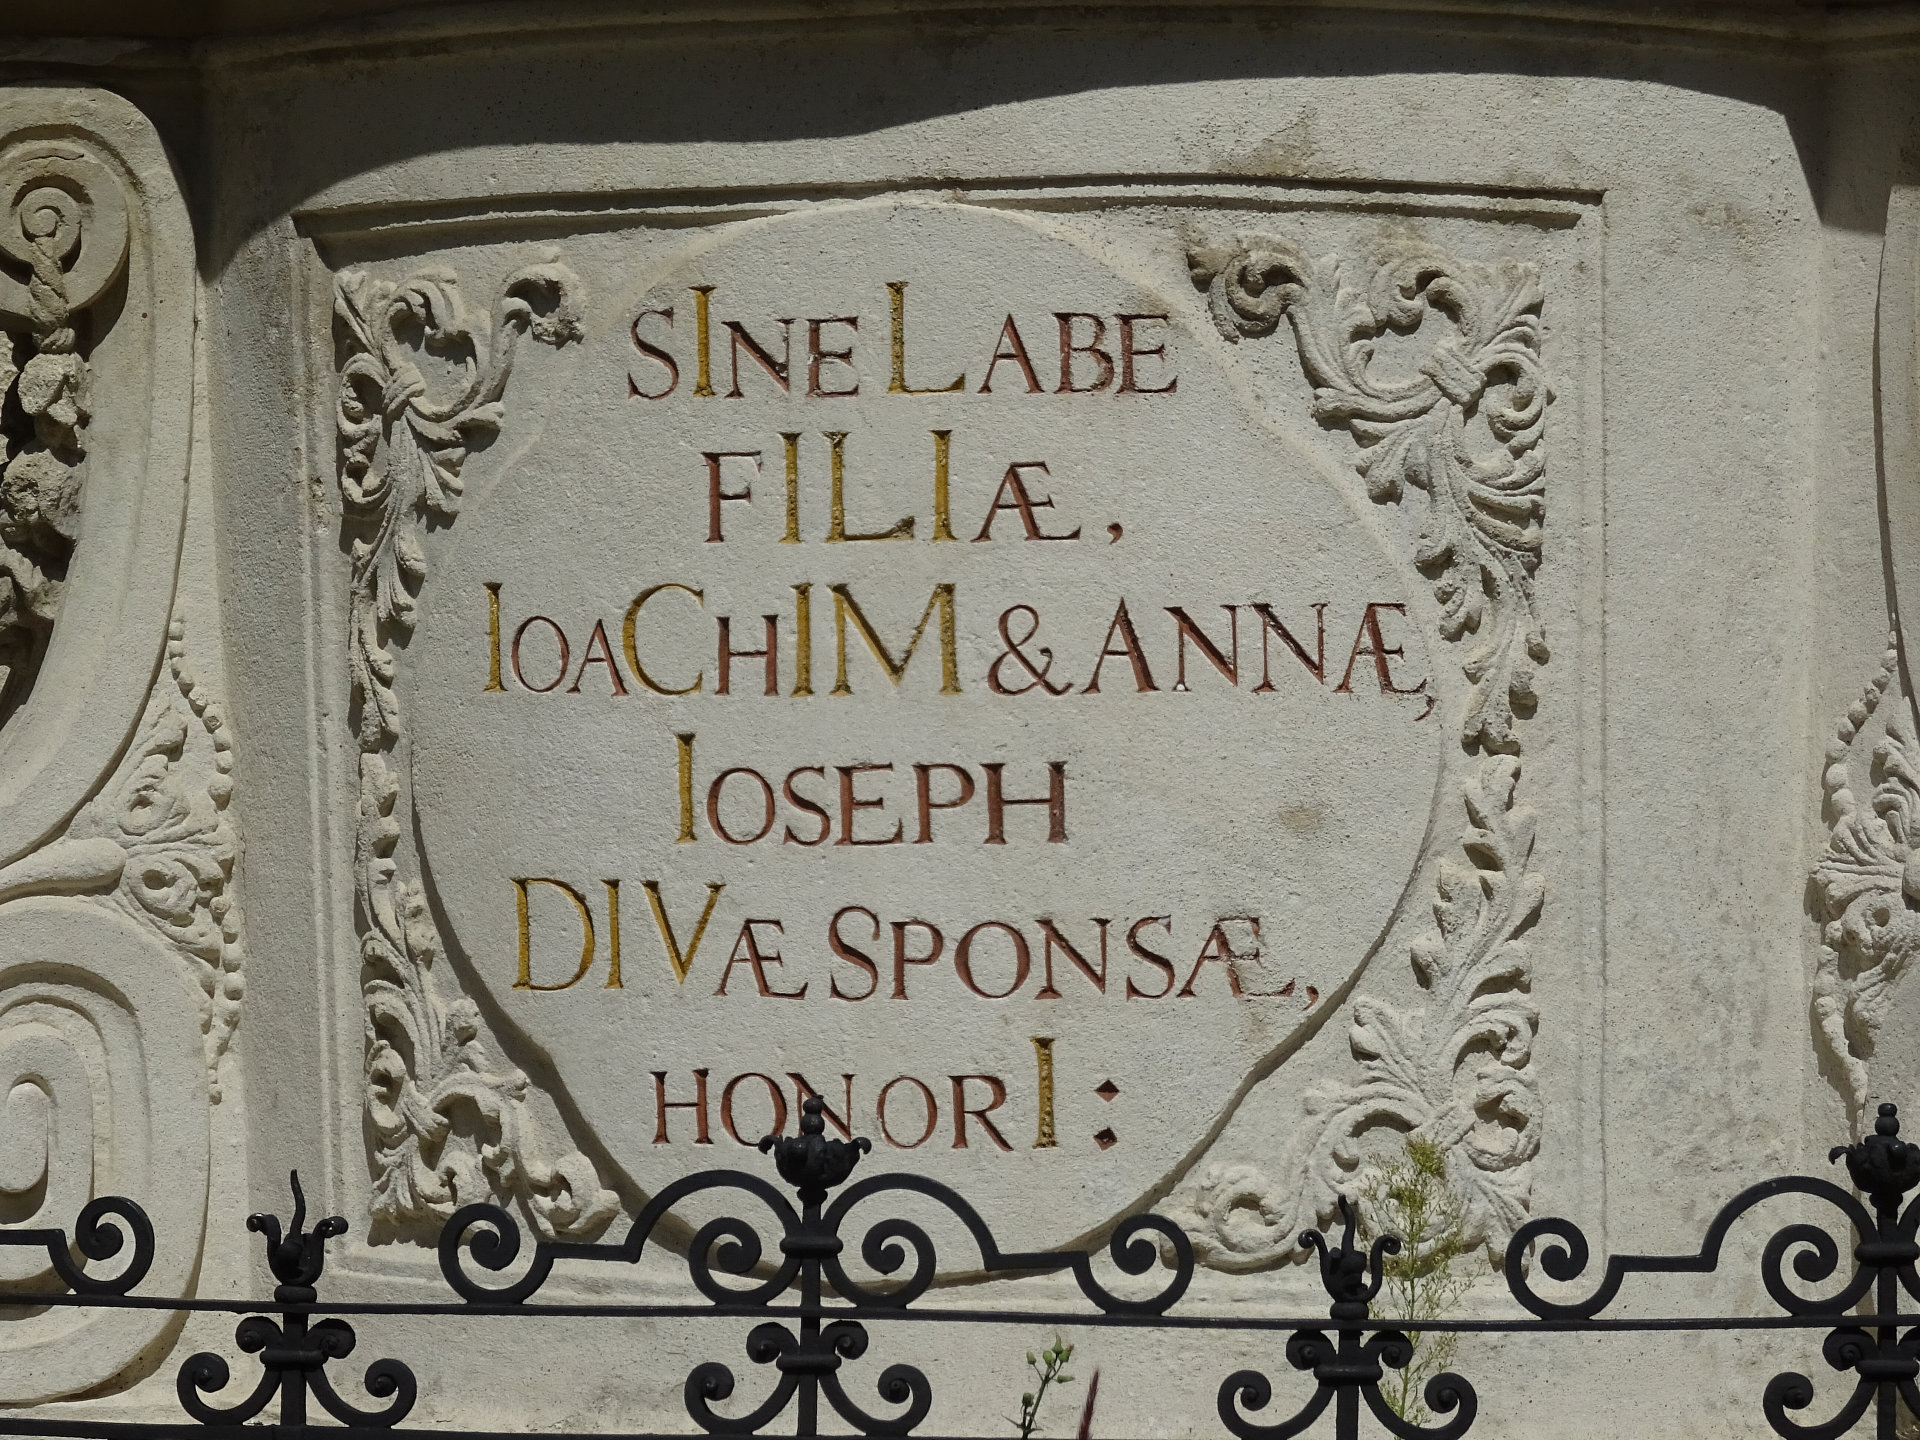 SINE LABE
FILIÆ,
IOACHIM & ANNÆ,
IOSEPH
DIVÆ SPONSÆ,
HONORI: